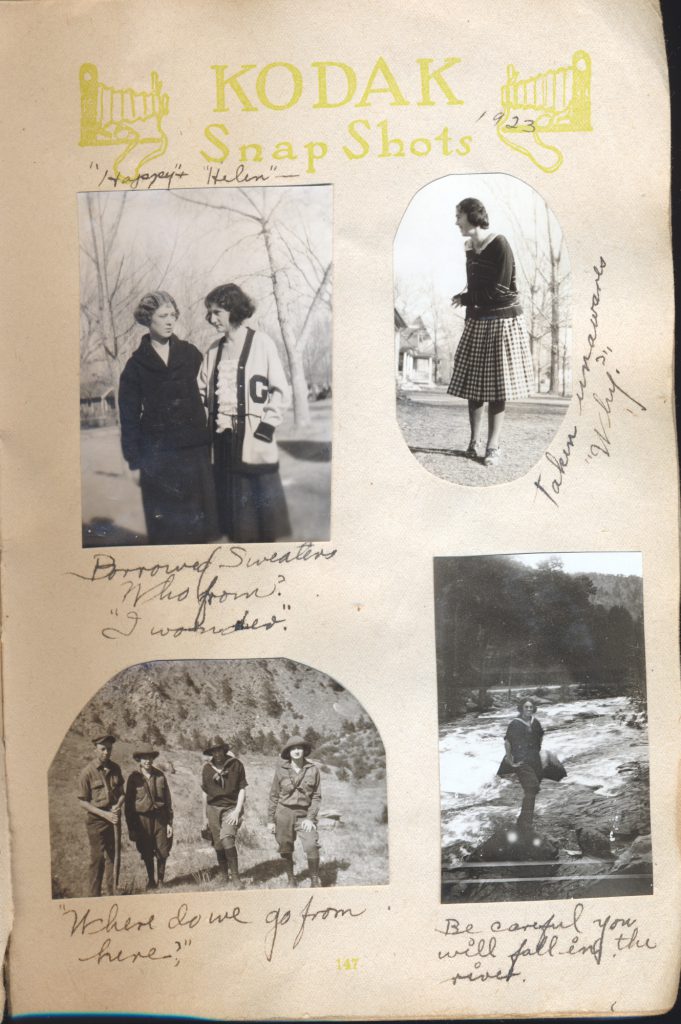 KODAK
Snap Shots
1923
"Happy" + "Helen" —
C
Taken unawares
"Why?"
Borrowed Sweaters
Who from?
"I wonder".
"Where do we go from
here—?"
Be careful you
will fall in the
river.
147